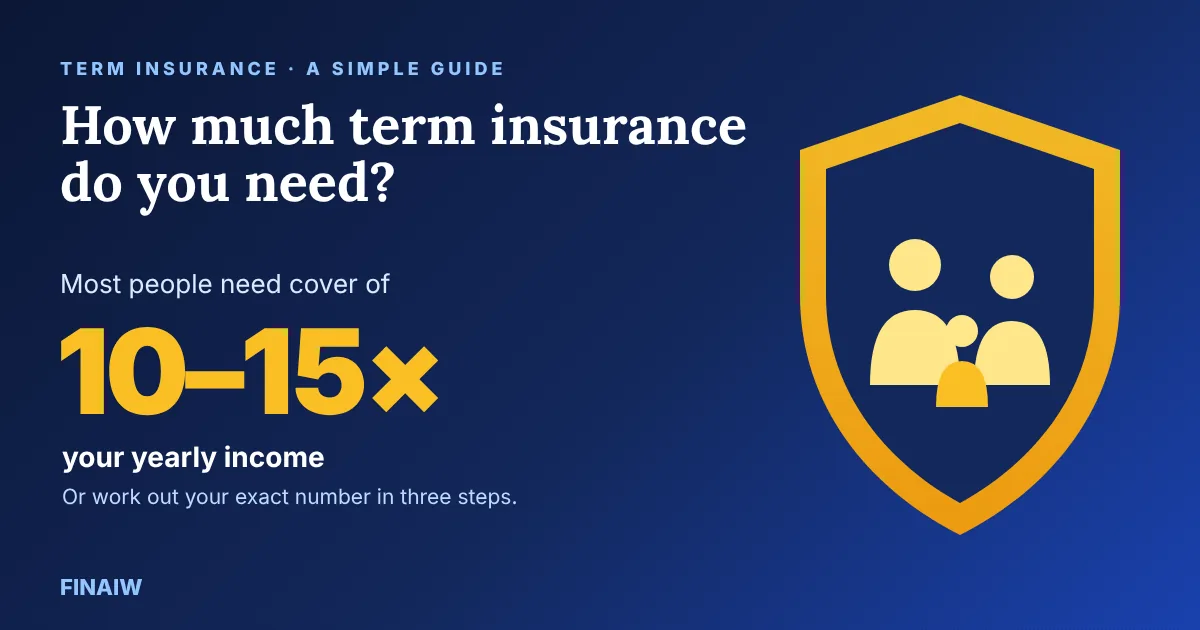 TERM INSURANCE · A SIMPLE GUIDE
How much term insurance
do you need?
Most people need cover of
10–15×
your yearly income
Or work out your exact number in three steps.
FINAIW